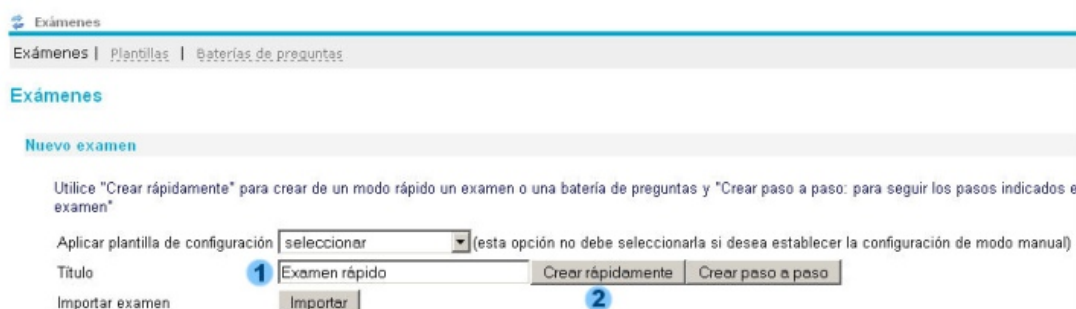 Exámenes
Exámenes | Plantillas | Baterías de preguntas
Exámenes
Nuevo examen
Utilice "Crear rápidamente" para crear de un modo rápido un examen o una batería de preguntas y "Crear paso a paso: para seguir los pasos indicados e
examen"
Aplicar plantilla de configuración seleccionar (esta opción no debe seleccionarla si desea establecer la configuración de modo manual)
Título 1 Examen rápido Crear rápidamente Crear paso a paso
2
Importar examen Importar